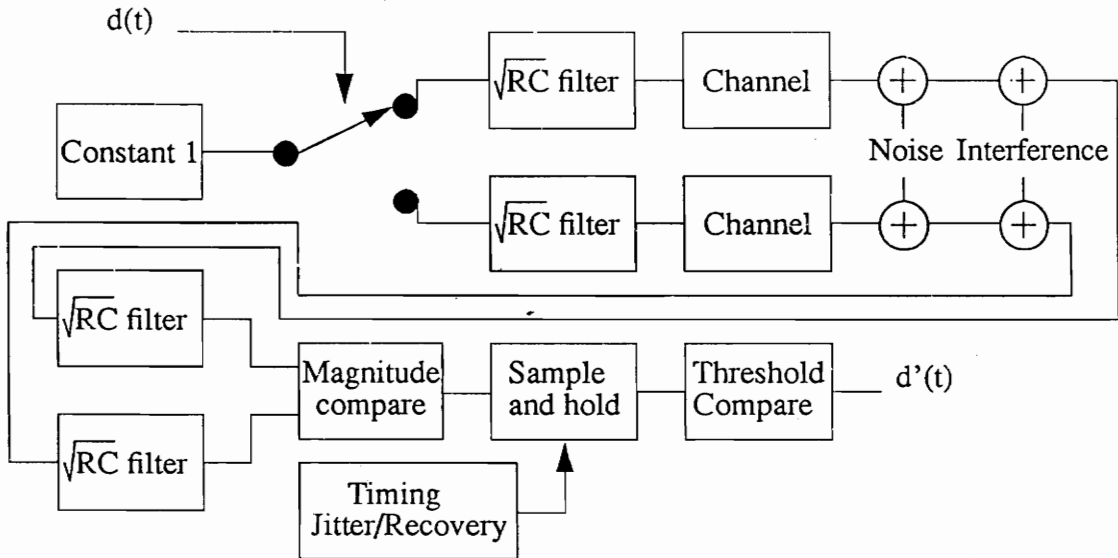 d(t)
√RC filter
Channel
+
+
Constant 1
Noise
Interference
√RC filter
Channel
+
+
√RC filter
Magnitude
compare
Sample
and hold
Threshold
Compare
d'(t)
√RC filter
Timing
Jitter/Recovery